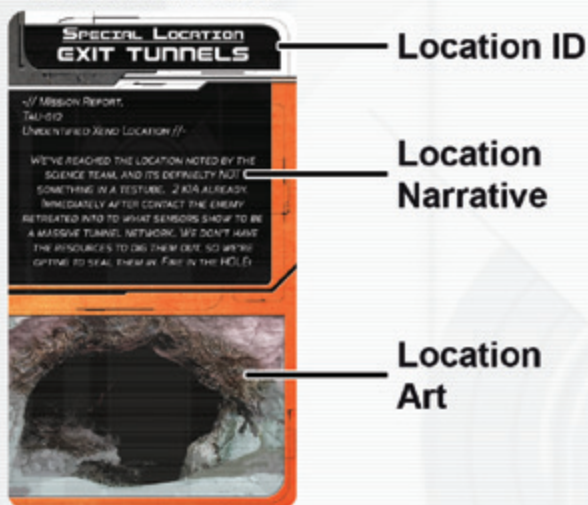 SPECIAL LOCATION
EXIT TUNNELS
Location ID
-// MISSION REPORT,
TAU-612
UNIDENTIFIED XENO LOCATION //-
WE'VE REACHED THE LOCATION NOTED BY THE
SCIENCE TEAM, AND ITS DEFINIELTY NOT
SOMETHING IN A TESTUBE. 2 KIA ALREADY.
IMMEDIATELY AFTER CONTACT THE ENEMY
RETREATED INTO TO WHAT SENSORS SHOW TO BE
A MASSIVE TUNNEL NETWORK. WE DON'T HAVE
THE RESOURCES TO DIG THEM OUT, SO WE'RE
OPTING TO SEAL THEM IN. FIRE IN THE HOLE!
Location
Narrative
Location
Art